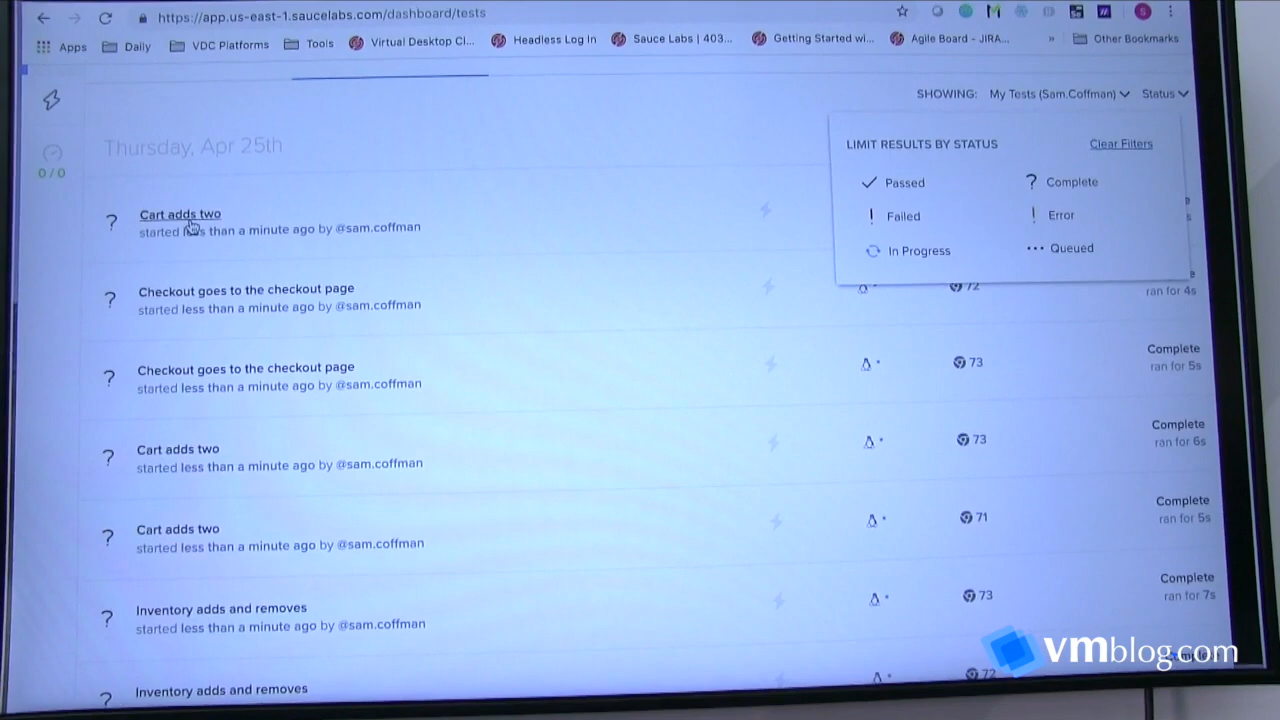 https://app.us-east-1.saucelabs.com/dashboard/tests
Apps Daily VDC Platforms Tools Virtual Desktop Cl... Headless Log In Sauce Labs | 403... Getting Started wi... Agile Board - JIRA... » Other Bookmarks
SHOWING: My Tests (Sam.Coffman) Status
Thursday, Apr 25th
LIMIT RESULTS BY STATUS Clear Filters
✓ Passed ? Complete
! Failed ! Error
In Progress ••• Queued
0 / 0
? Cart adds two
started less than a minute ago by @sam.coffman
? Checkout goes to the checkout page 72
started less than a minute ago by @sam.coffman ran for 4s
? Checkout goes to the checkout page 73 Complete
started less than a minute ago by @sam.coffman ran for 5s
? Cart adds two 73 Complete
started less than a minute ago by @sam.coffman ran for 6s
? Cart adds two 71 Complete
started less than a minute ago by @sam.coffman ran for 5s
? Inventory adds and removes 73 Complete
started less than a minute ago by @sam.coffman ran for 7s
? Inventory adds and removes 72
vmblog.com